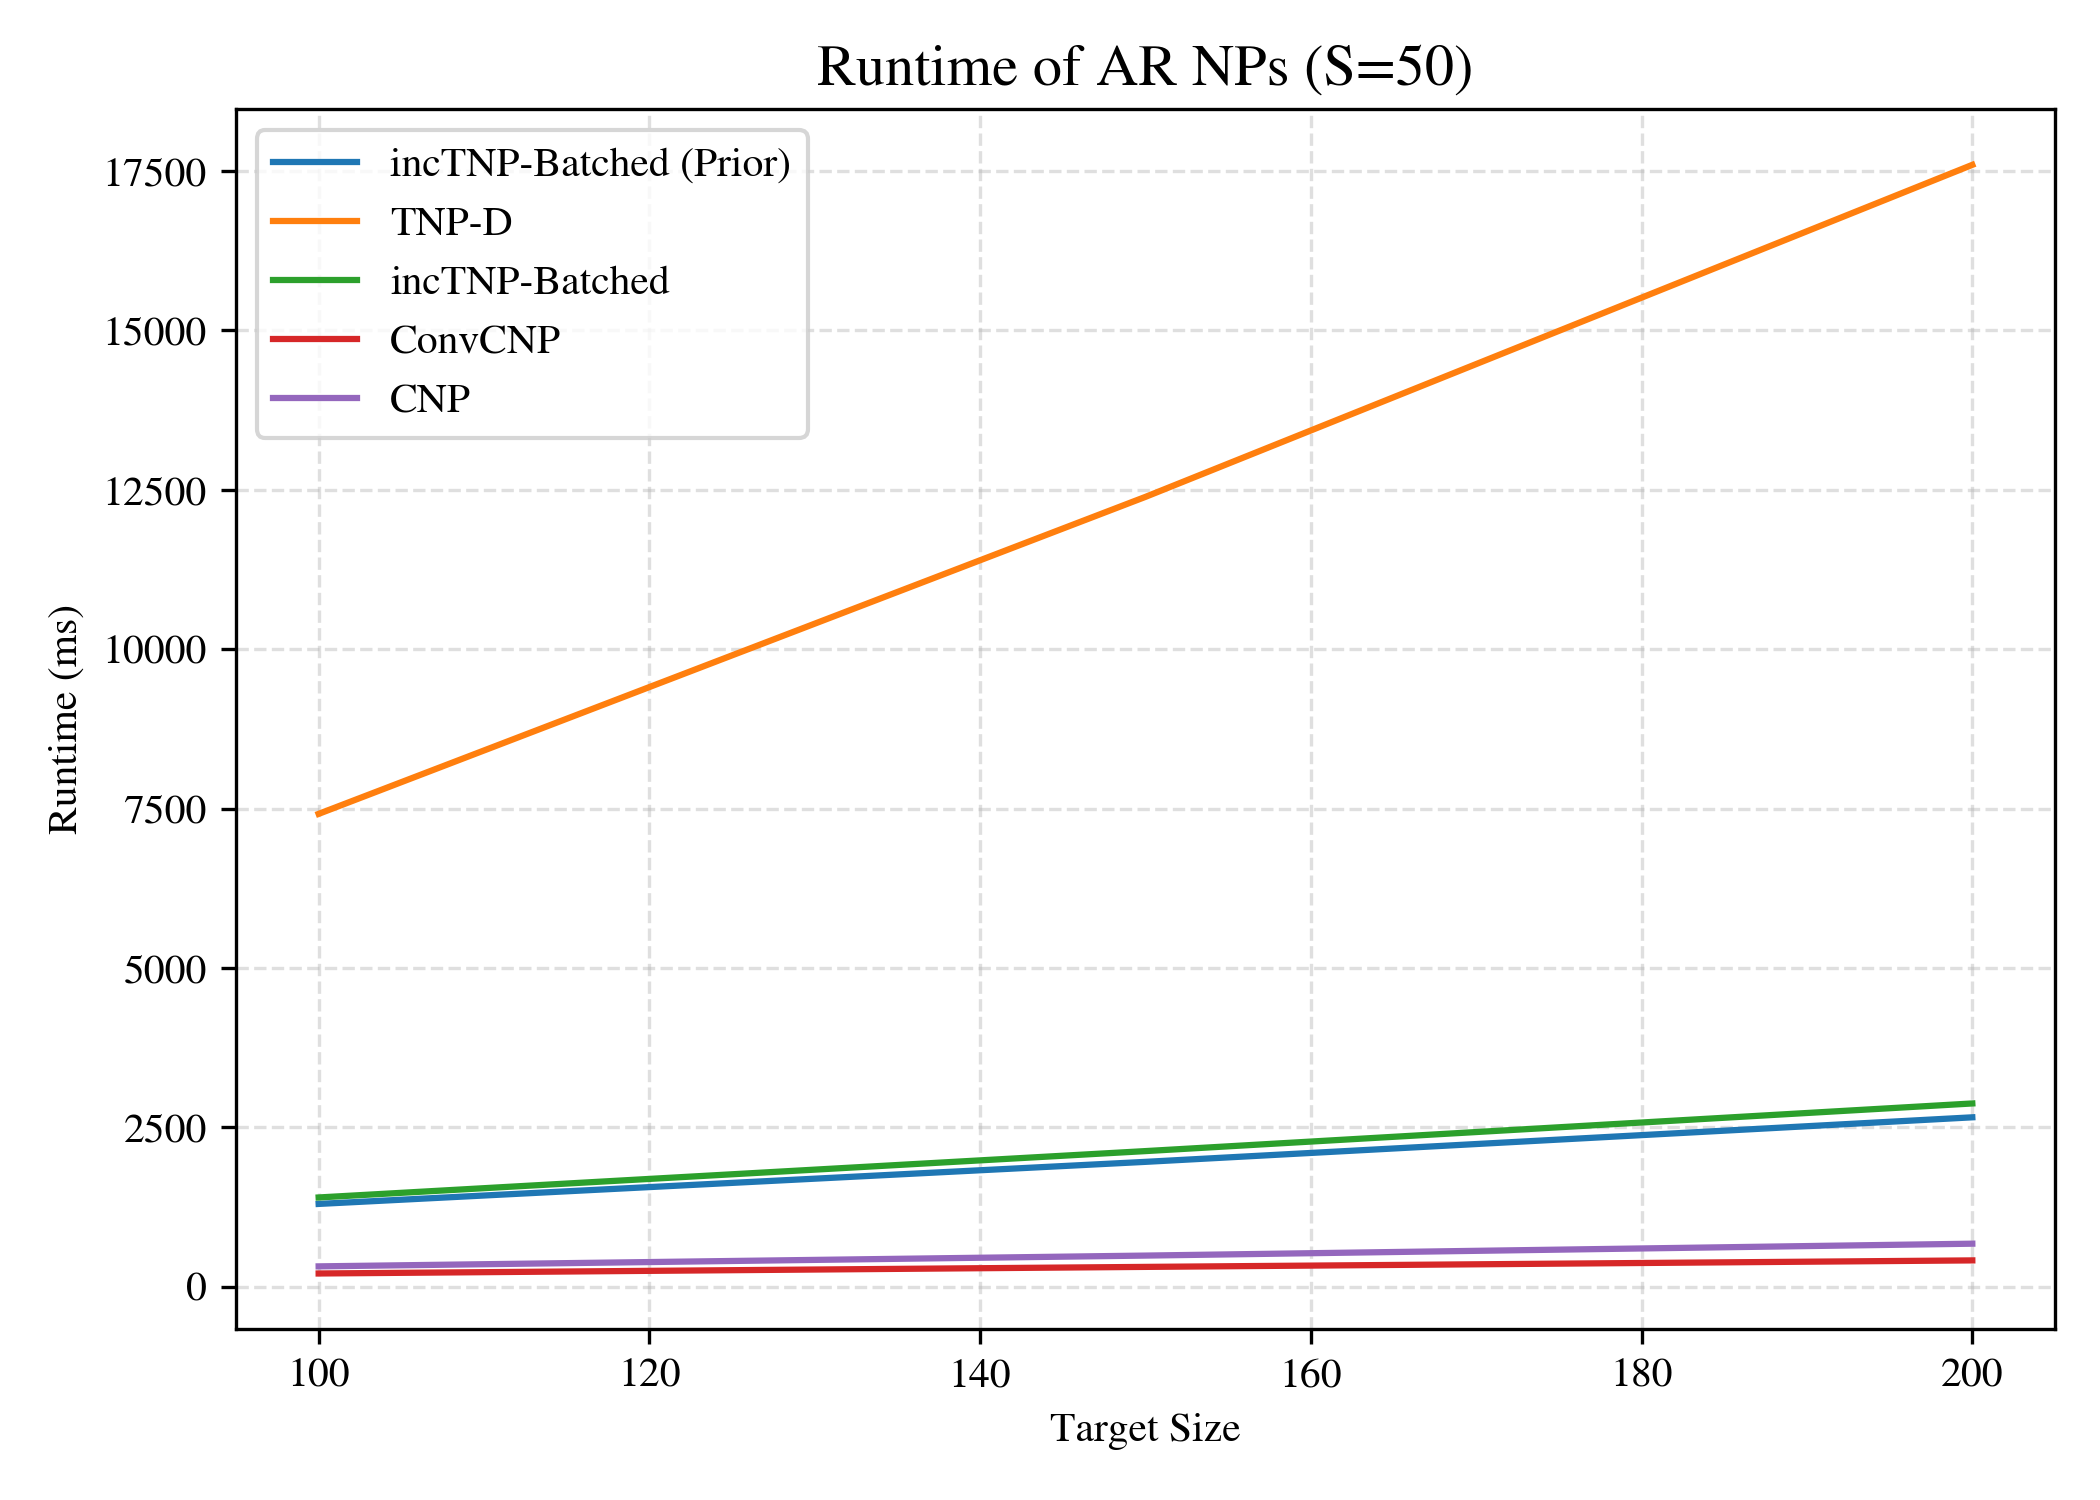 Runtime of AR NPs (S=50)
incTNP-Batched (Prior)
TNP-D
incTNP-Batched
ConvCNP
CNP
Runtime (ms)
17500
15000
12500
10000
7500
5000
2500
0
100 120 140 160 180 200
Target Size